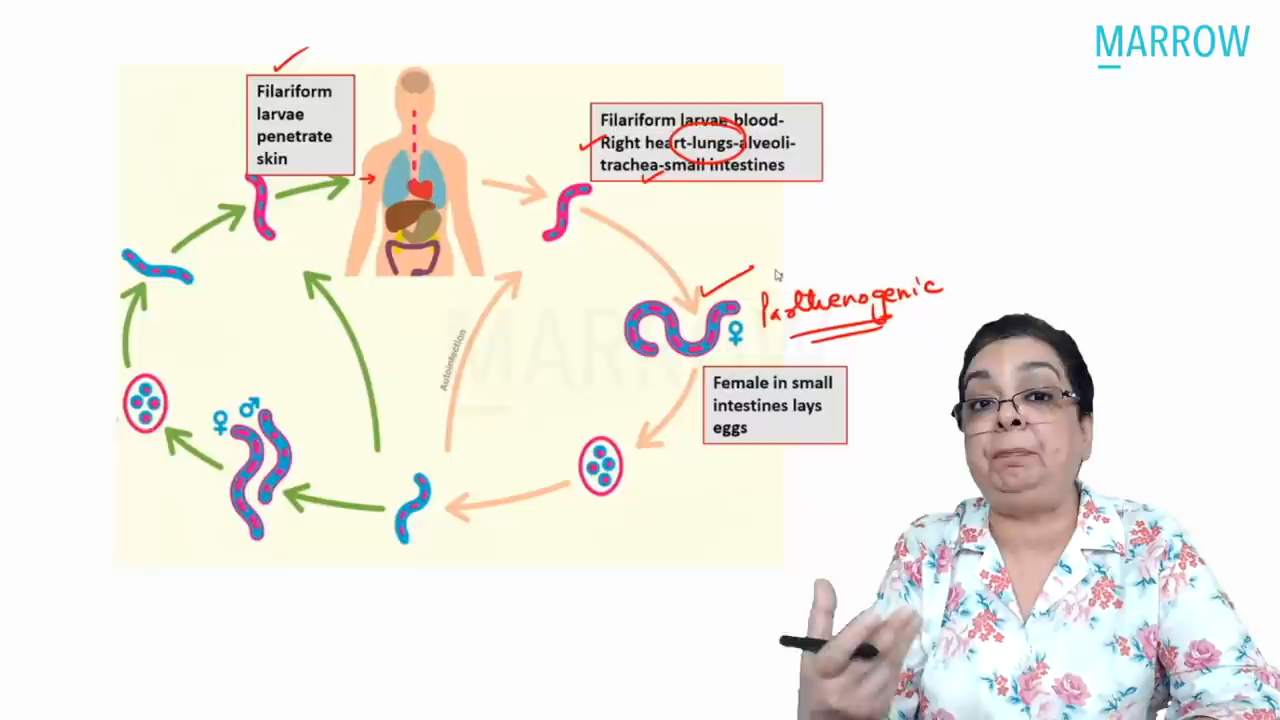 MARROW
Filariform
larvae
penetrate
skin
Filariform larvae-blood-
Right heart-lungs-alveoli-
trachea-small intestines
Parthenogenic
Autoinfection
Female in small
intestines lays
eggs
MARROW